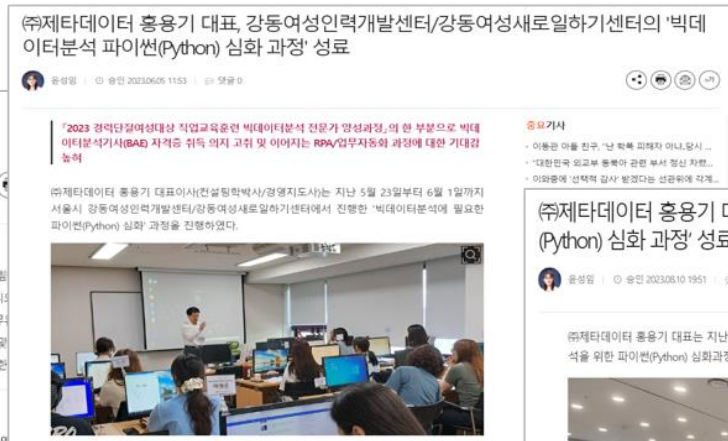 ㈜제타데이터 홍용기 대표, 강동여성인력개발센터/강동여성새로일하기센터의 '빅데
이터분석 파이썬(Python) 심화 과정' 성료
윤성임 승인 2023.06.05 11:53 댓글 0
「2023 경력단절여성대상 직업교육훈련 빅데이터분석 전문가 양성과정」의 한 부분으로 빅데
이터분석기사(BAE) 자격증 취득 의지 고취 및 이어지는 RPA/업무자동화 과정에 대한 기대감
높혀
㈜제타데이터 홍용기 대표이사(컨설팅학박사/경영지도사)는 지난 5월 23일부터 6월 1일까지
서울시 강동여성인력개발센터/강동여성새로일하기센터에서 진행한 '빅데이터분석에 필요한
파이썬(Python) 심화' 과정을 진행하였다.
중요기사
이동관 아들 친구, "난 학폭 피해자 아냐..당시 ...
"대한민국 외교부 동북아 관련 부서 정신 차렸...
이와중에 '선택적 감사' 받겠다는 선관위에 각계...
㈜제타데이터 홍용기 대
(Python) 심화 과정' 성료
윤성임 승인 2023.08.10 19:51
㈜제타데이터 홍용기 대표는 지난
석을 위한 파이썬(Python) 심화과정